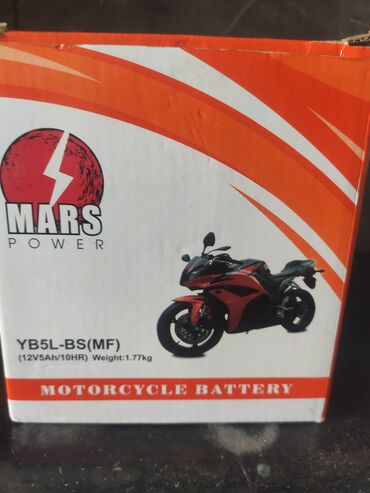 MARS
POWER
YB5L-BS(MF)
(12V5Ah/10HR) Weight:1.77kg
MOTORCYCLE BATTERY